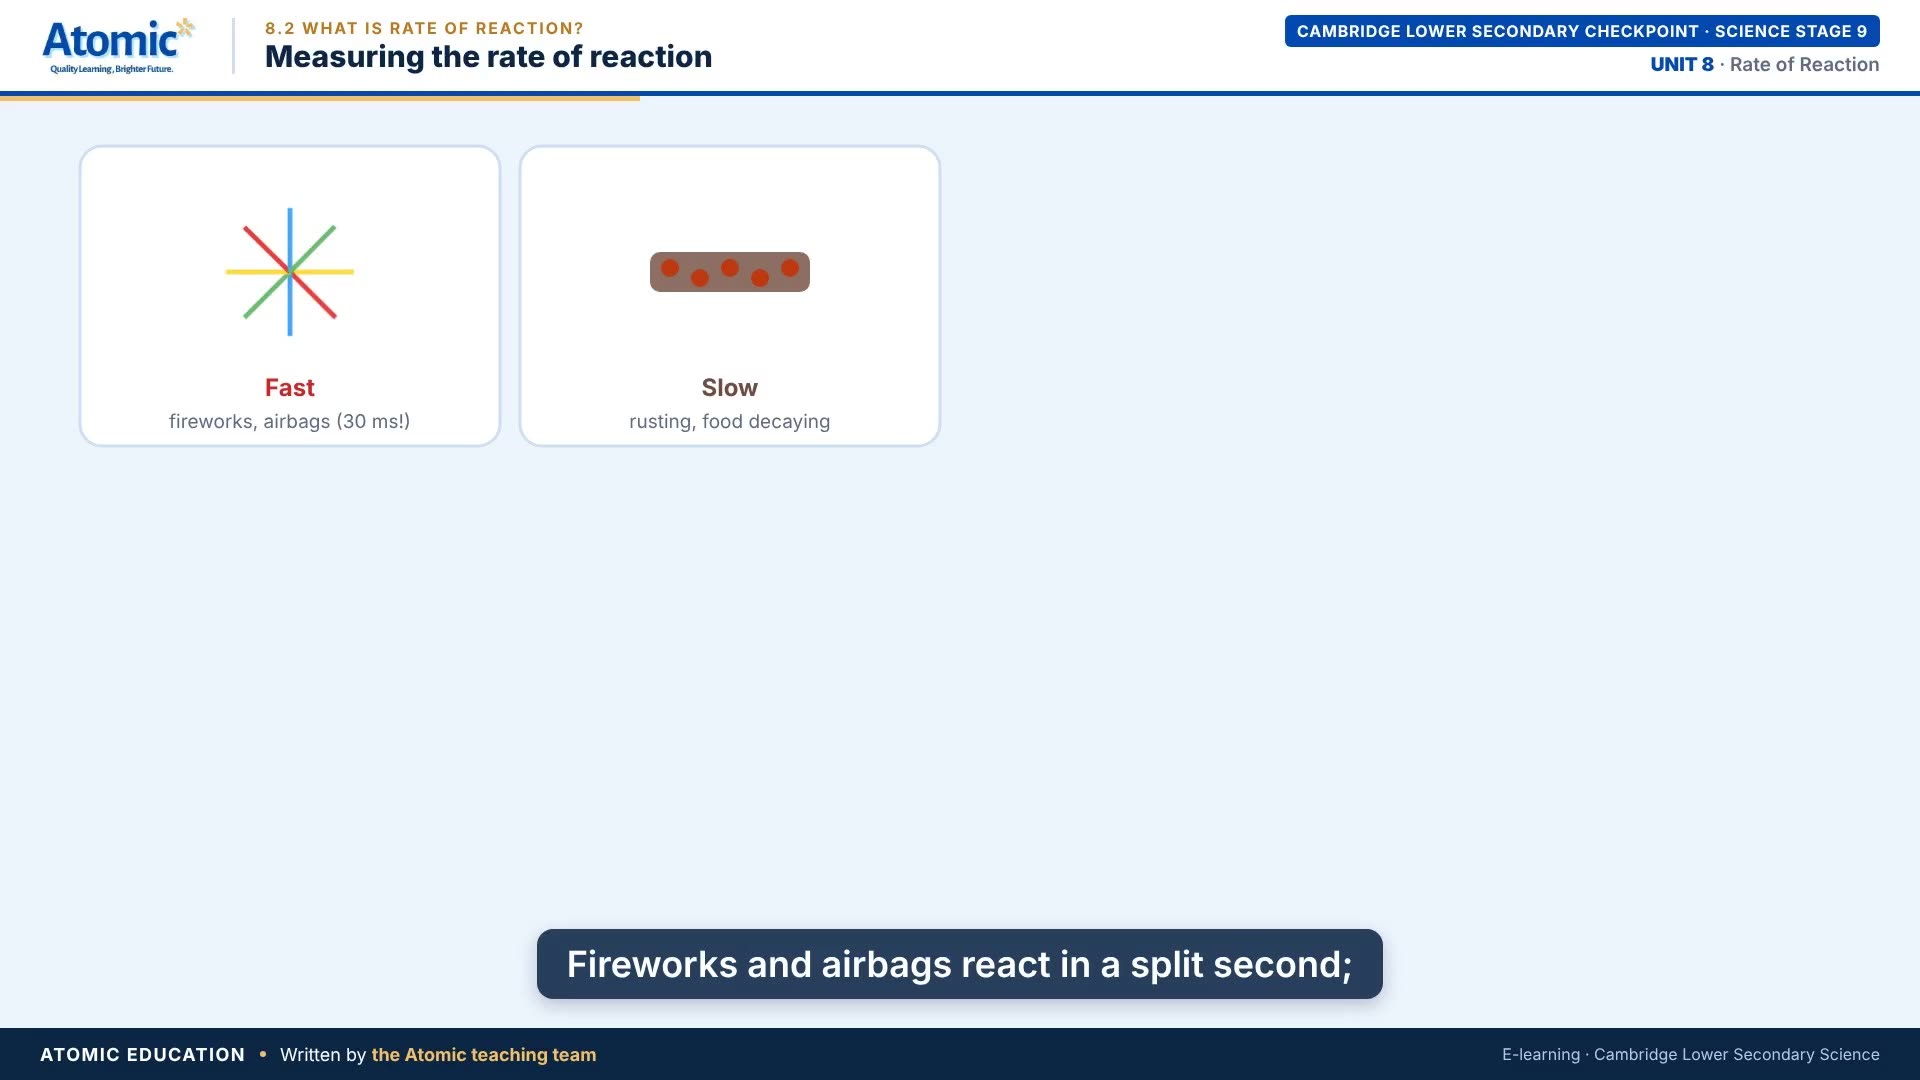 Atomic
Quality Learning, Brighter Future.
8.2 WHAT IS RATE OF REACTION?
Measuring the rate of reaction
CAMBRIDGE LOWER SECONDARY CHECKPOINT · SCIENCE STAGE 9
UNIT 8 · Rate of Reaction
Fast
fireworks, airbags (30 ms!)
Slow
rusting, food decaying
Fireworks and airbags react in a split second;
ATOMIC EDUCATION • Written by the Atomic teaching team
E-learning · Cambridge Lower Secondary Science